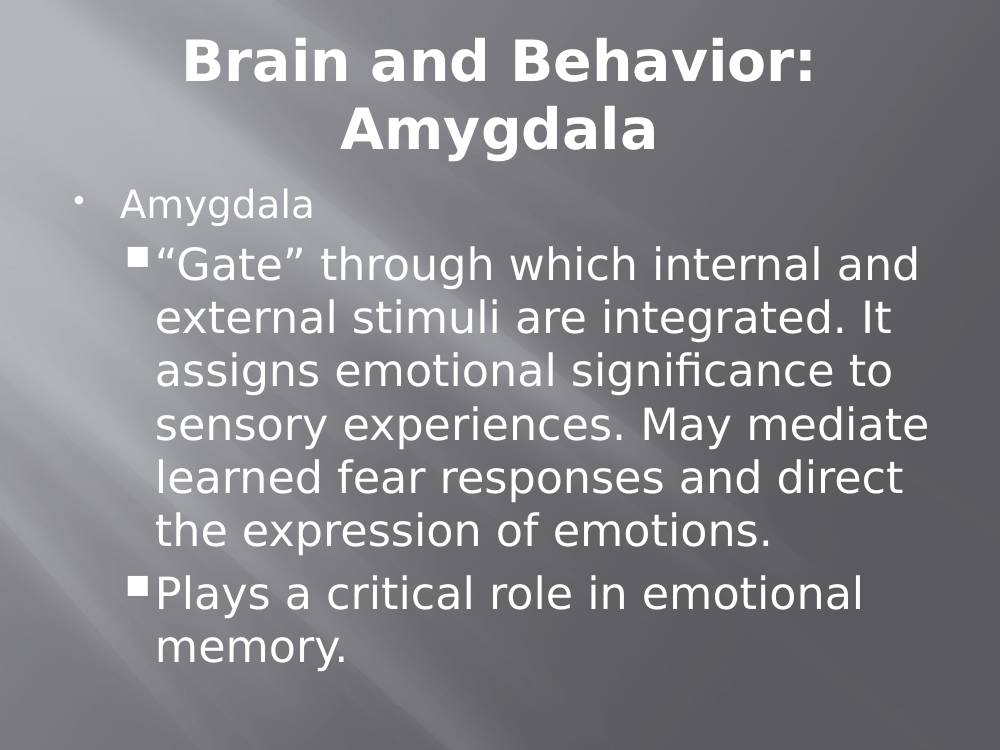 Brain and Behavior:
Amygdala
• Amygdala
■ “Gate” through which internal and
external stimuli are integrated. It
assigns emotional significance to
sensory experiences. May mediate
learned fear responses and direct
the expression of emotions.
■ Plays a critical role in emotional
memory.